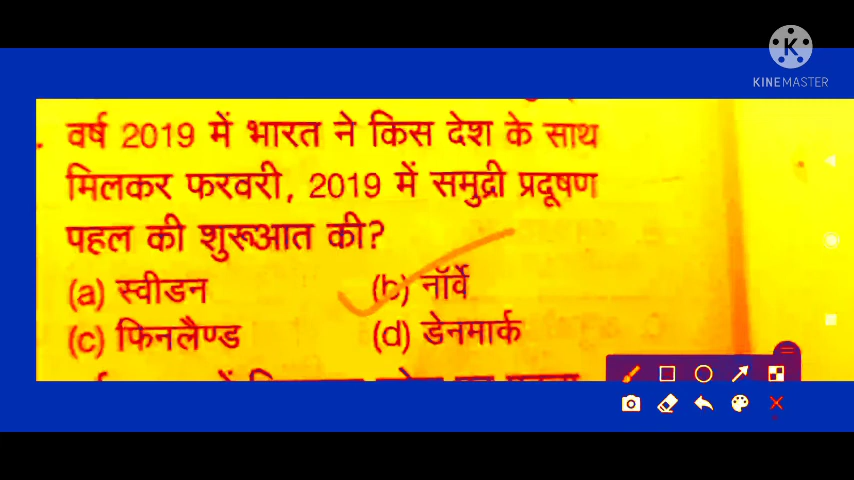 KINEMASTER
वर्ष 2019 में भारत ने किस देश के साथ
मिलकर फरवरी, 2019 में समुद्री प्रदूषण
पहल की शुरूआत की?
(a) स्वीडन (b) नॉर्वे
(c) फिनलैण्ड (d) डेनमार्क